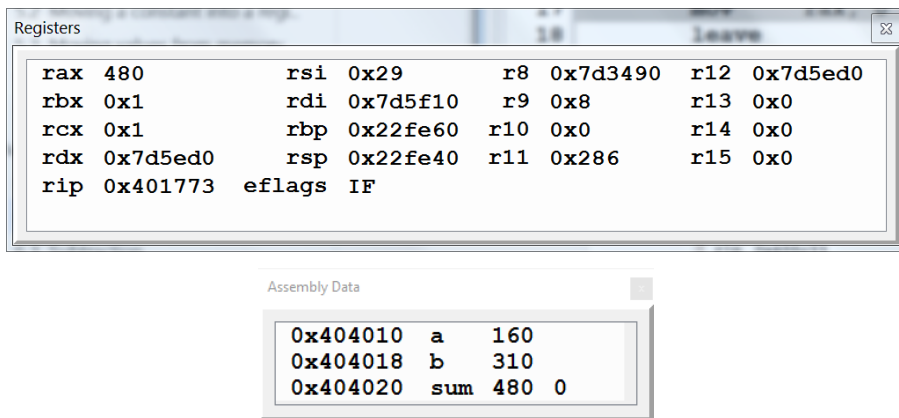 17 mov rax,
18 leave
Registers
rax 480 rsi 0x29 r8 0x7d3490 r12 0x7d5ed0
rbx 0x1 rdi 0x7d5f10 r9 0x8 r13 0x0
rcx 0x1 rbp 0x22fe60 r10 0x0 r14 0x0
rdx 0x7d5ed0 rsp 0x22fe40 r11 0x286 r15 0x0
rip 0x401773 eflags IF
Assembly Data
0x404010 a 160
0x404018 b 310
0x404020 sum 480 0